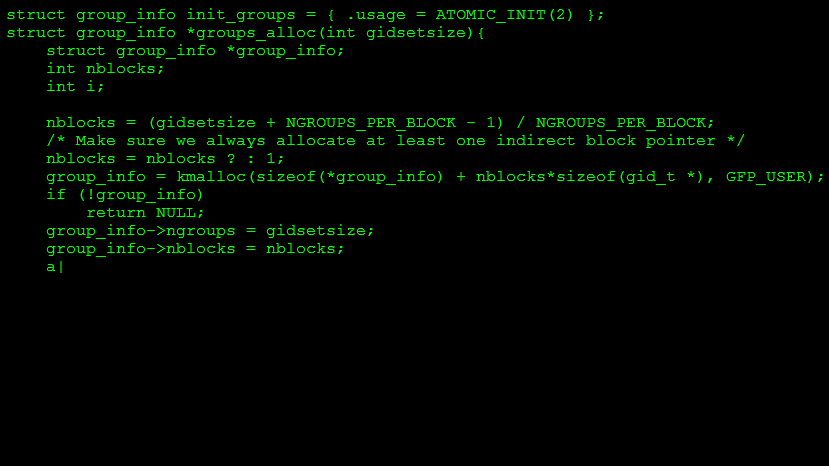 struct group_info init_groups = { .usage = ATOMIC_INIT(2) };
struct group_info *groups_alloc(int gidsetsize){
    struct group_info *group_info;
    int nblocks;
    int i;

    nblocks = (gidsetsize + NGROUPS_PER_BLOCK - 1) / NGROUPS_PER_BLOCK;
    /* Make sure we always allocate at least one indirect block pointer */
    nblocks = nblocks ? : 1;
    group_info = kmalloc(sizeof(*group_info) + nblocks*sizeof(gid_t *), GFP_USER);
    if (!group_info)
        return NULL;
    group_info->ngroups = gidsetsize;
    group_info->nblocks = nblocks;
    a|